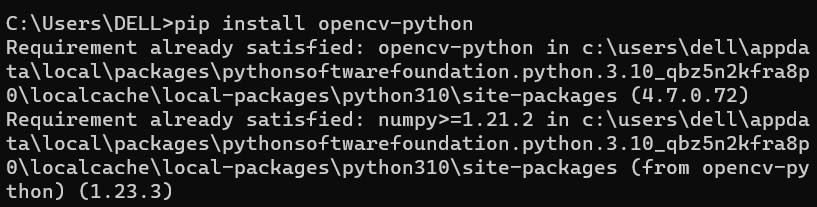 C:\Users\DELL>pip install opencv-python
Requirement already satisfied: opencv-python in c:\users\dell\appda
ta\local\packages\pythonsoftwarefoundation.python.3.10_qbz5n2kfra8p
0\localcache\local-packages\python310\site-packages (4.7.0.72)
Requirement already satisfied: numpy>=1.21.2 in c:\users\dell\appda
ta\local\packages\pythonsoftwarefoundation.python.3.10_qbz5n2kfra8p
0\localcache\local-packages\python310\site-packages (from opencv-py
thon) (1.23.3)